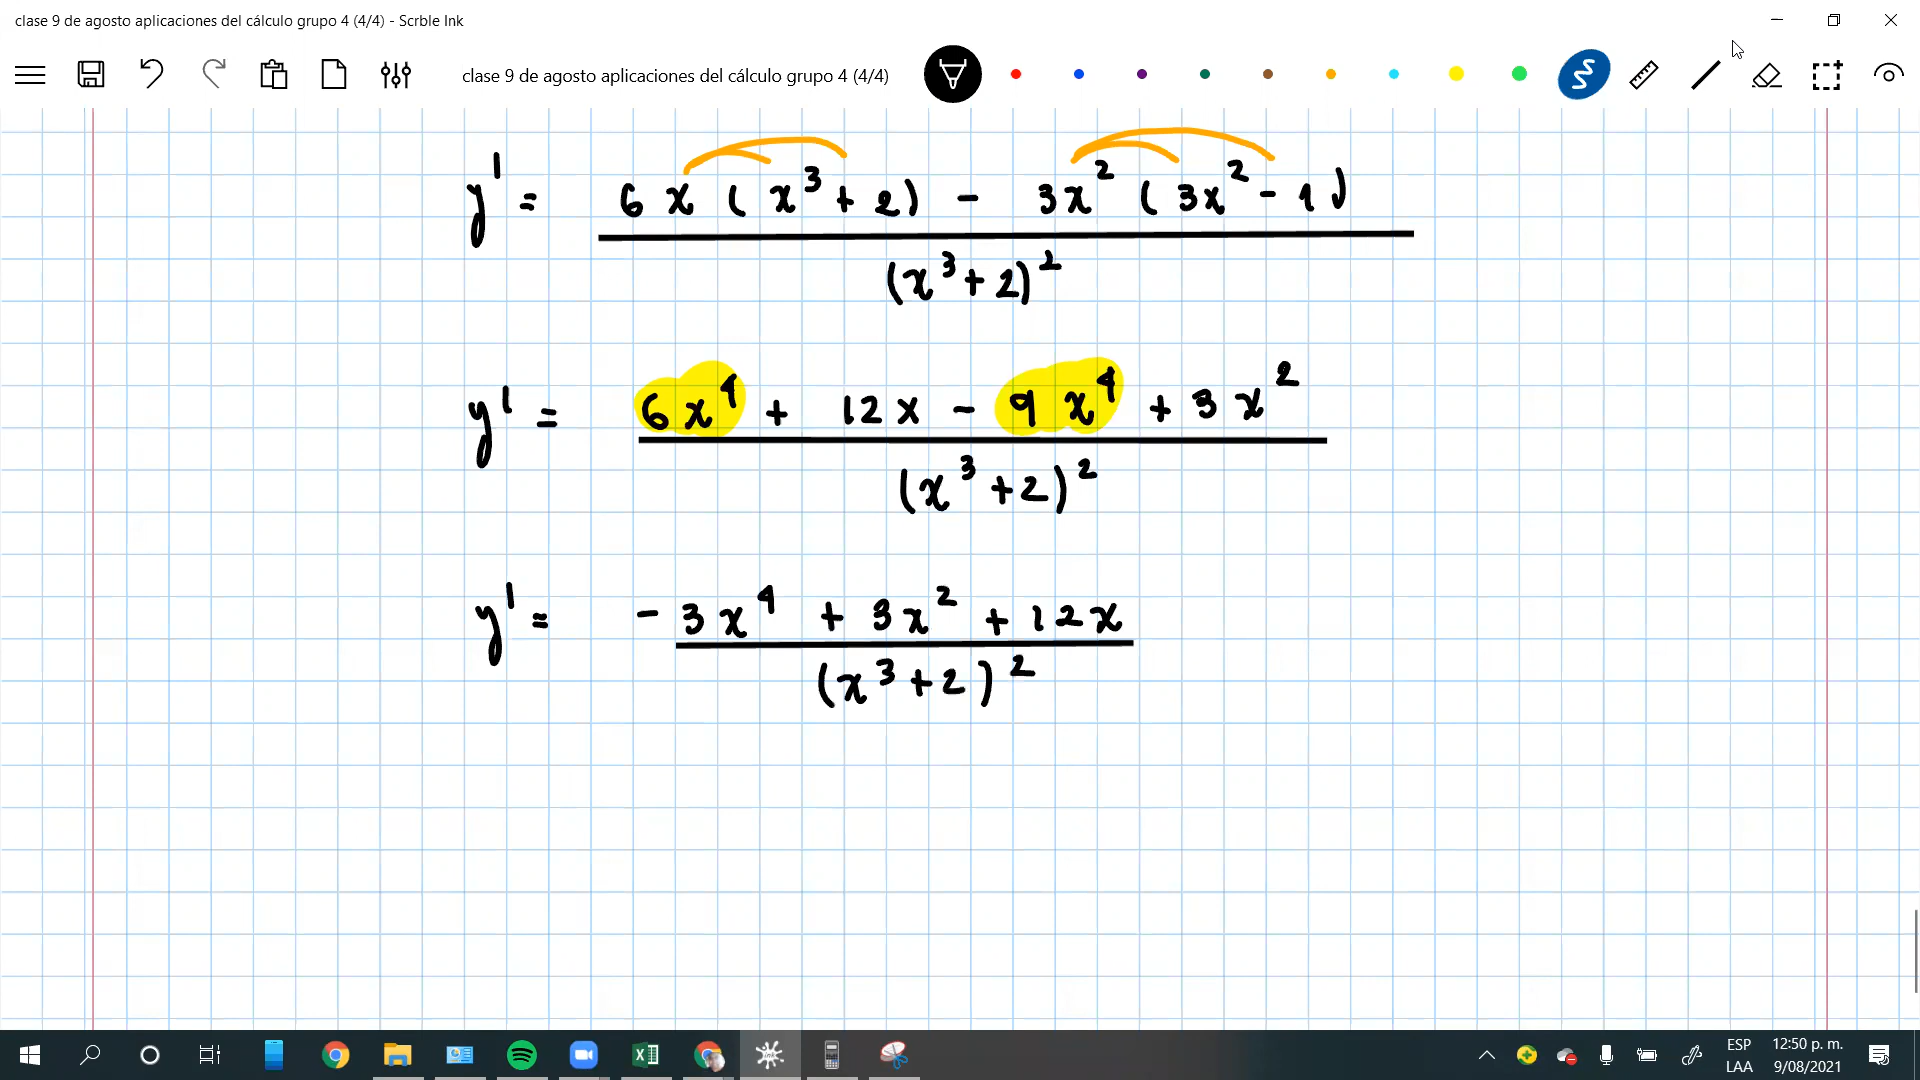 clase 9 de agosto aplicaciones del cálculo grupo 4 (4/4) - Scrble Ink
clase 9 de agosto aplicaciones del cálculo grupo 4 (4/4)
y' = 6x (x³ + 2) - 3x² (3x² - 1)
(x³ + 2)²
y' = 6x⁴ + 12x - 9x⁴ + 3x²
(x³ + 2)²
y' = - 3x⁴ + 3x² + 12x
(x³ + 2)²
ESP 12:50 p. m.
LAA 9/08/2021